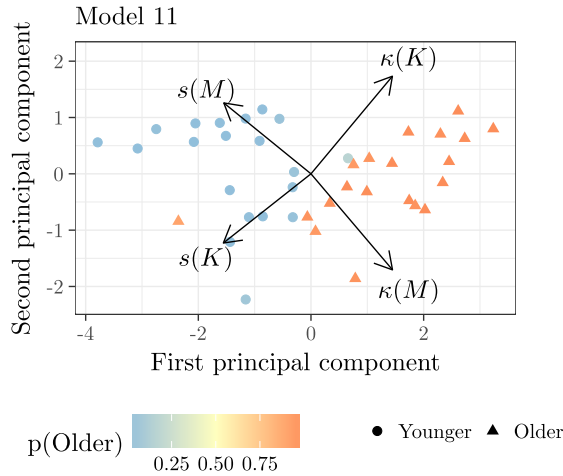 Model 11
Second principal component
2
1
0
-1
-2
κ(K)
s(M)
s(K)
κ(M)
-4
-2
0
2
First principal component
p(Older)
0.25 0.50 0.75
Younger
Older